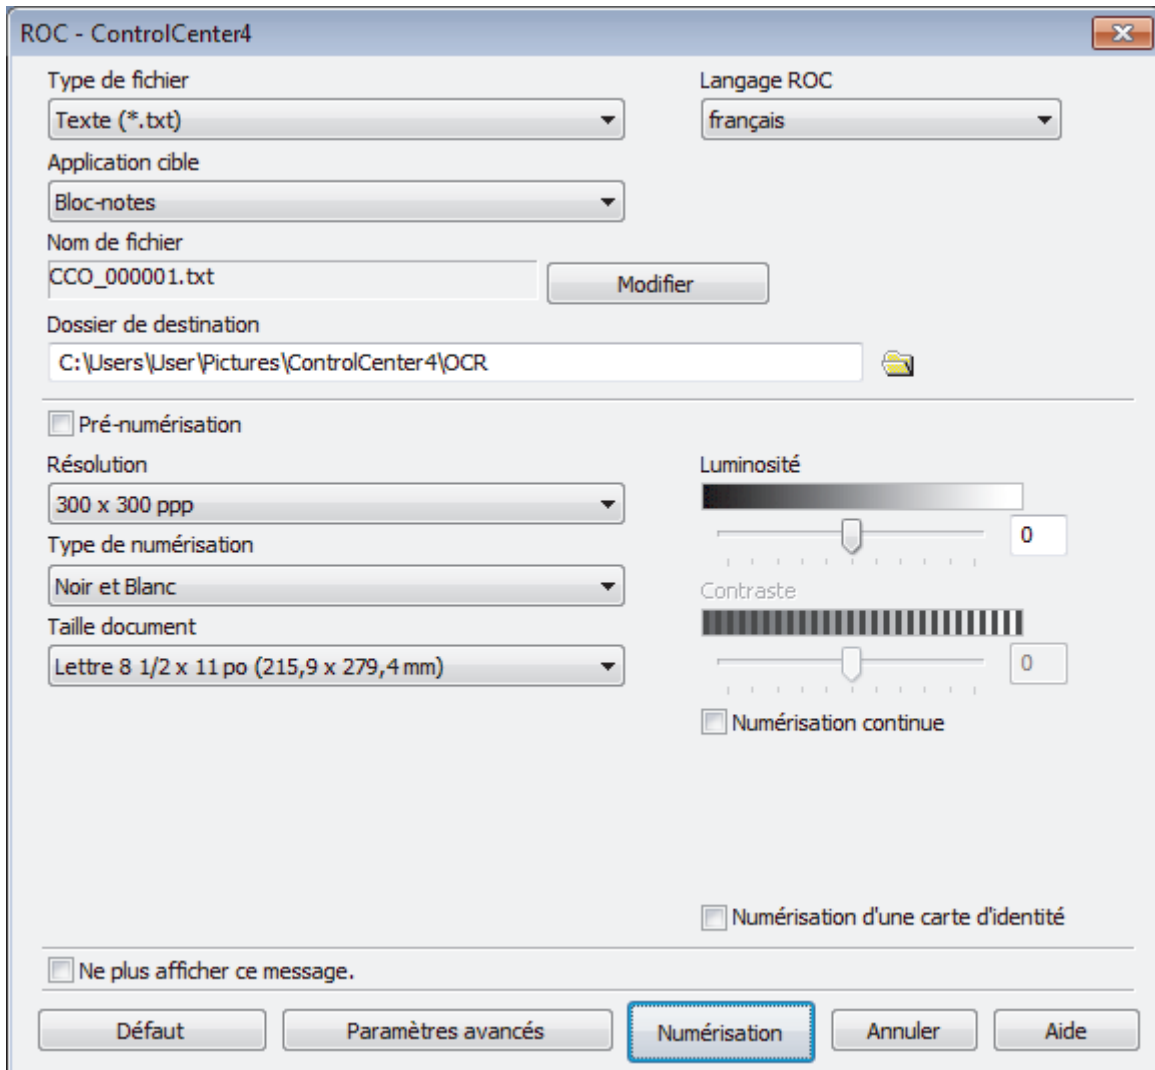 ROC - ControlCenter4
Type de fichier
Langage ROC
Texte (*.txt)
français
Application cible
Bloc-notes
Nom de fichier
CCO_000001.txt
Modifier
Dossier de destination
C:\Users\User\Pictures\ControlCenter4\OCR
Pré-numérisation
Résolution
Luminosité
300 x 300 ppp
0
Type de numérisation
Noir et Blanc
Contraste
Taille document
Lettre 8 1/2 x 11 po (215,9 x 279,4 mm)
0
Numérisation continue
Numérisation d'une carte d'identité
Ne plus afficher ce message.
Défaut
Paramètres avancés
Numérisation
Annuler
Aide